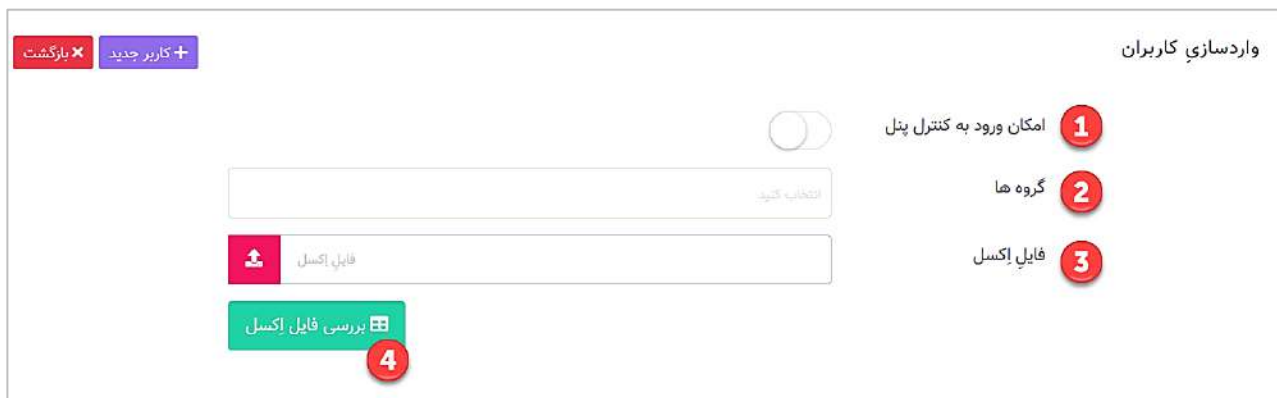 واردسازیِ کاربران
کاربر جدید
بازگشت
امکان ورود به کنترل پنل
1
گروه ها
2
انتخاب کنید.
فایلِ اِکسل
3
فایلِ اِکسل
بررسی فایل اِکسل
4